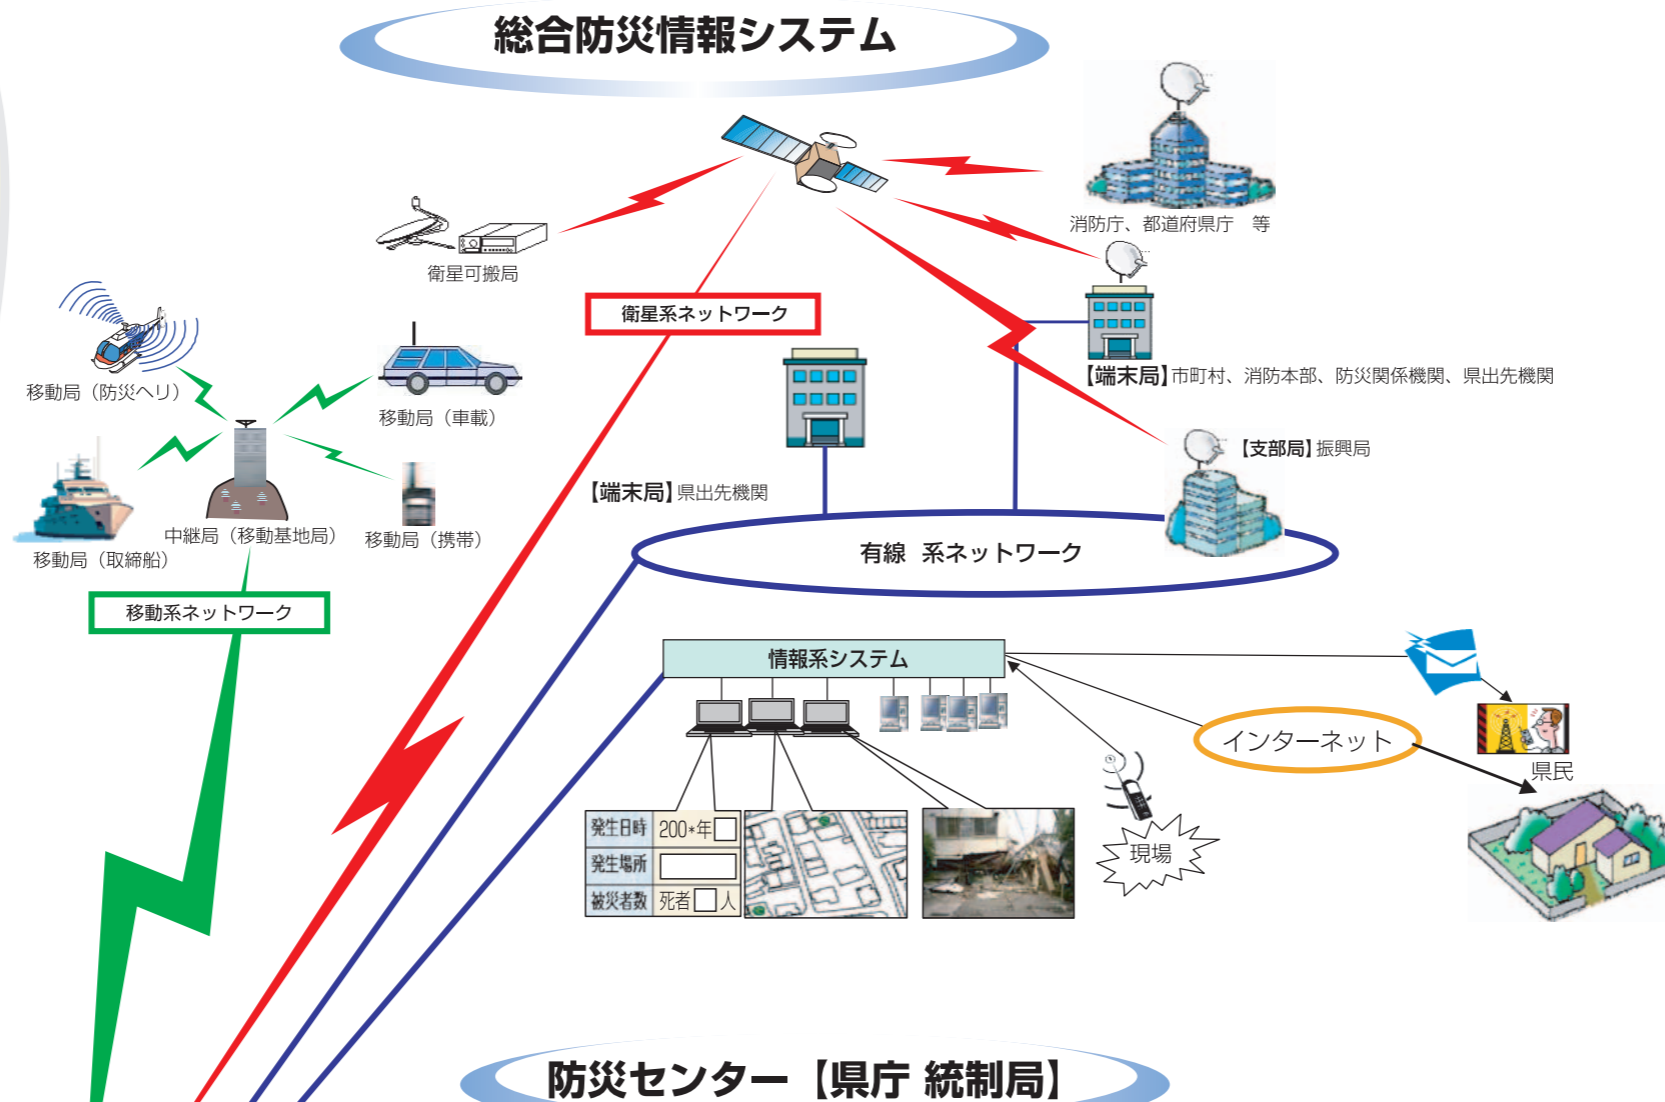 総合防災情報システム
消防庁、都道府県庁　等
衛星可搬局
衛星系ネットワーク
移動局（防災ヘリ）
移動局（車載）
【端末局】市町村、消防本部、防災関係機関、県出先機関
【支部局】振興局
【端末局】県出先機関
中継局（移動基地局）
移動局（携帯）
移動局（取締船）
有線 系ネットワーク
移動系ネットワーク
情報系システム
インターネット
県民
発生日時 200*年
発生場所
被災者数 死者 人
現場
防災センター【県庁 統制局】